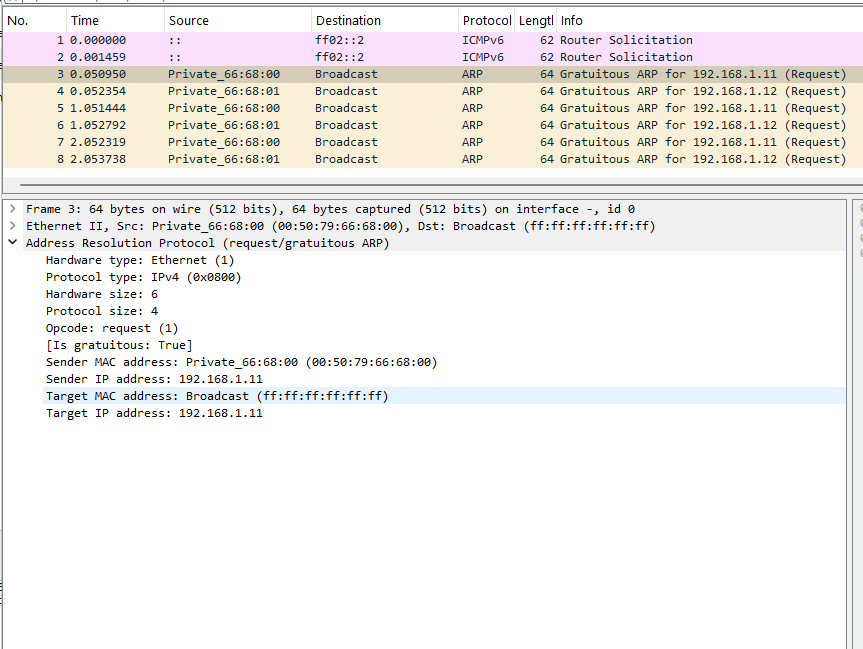 No. Time Source Destination Protocol Lengtl Info
1 0.000000 :: ff02::2 ICMPv6 62 Router Solicitation
2 0.001459 :: ff02::2 ICMPv6 62 Router Solicitation
3 0.050950 Private_66:68:00 Broadcast ARP 64 Gratuitous ARP for 192.168.1.11 (Request)
4 0.052354 Private_66:68:01 Broadcast ARP 64 Gratuitous ARP for 192.168.1.12 (Request)
5 1.051444 Private_66:68:00 Broadcast ARP 64 Gratuitous ARP for 192.168.1.11 (Request)
6 1.052792 Private_66:68:01 Broadcast ARP 64 Gratuitous ARP for 192.168.1.12 (Request)
7 2.052319 Private_66:68:00 Broadcast ARP 64 Gratuitous ARP for 192.168.1.11 (Request)
8 2.053738 Private_66:68:01 Broadcast ARP 64 Gratuitous ARP for 192.168.1.12 (Request)
Frame 3: 64 bytes on wire (512 bits), 64 bytes captured (512 bits) on interface -, id 0
Ethernet II, Src: Private_66:68:00 (00:50:79:66:68:00), Dst: Broadcast (ff:ff:ff:ff:ff:ff)
Address Resolution Protocol (request/gratuitous ARP)
Hardware type: Ethernet (1)
Protocol type: IPv4 (0x0800)
Hardware size: 6
Protocol size: 4
Opcode: request (1)
[Is gratuitous: True]
Sender MAC address: Private_66:68:00 (00:50:79:66:68:00)
Sender IP address: 192.168.1.11
Target MAC address: Broadcast (ff:ff:ff:ff:ff:ff)
Target IP address: 192.168.1.11